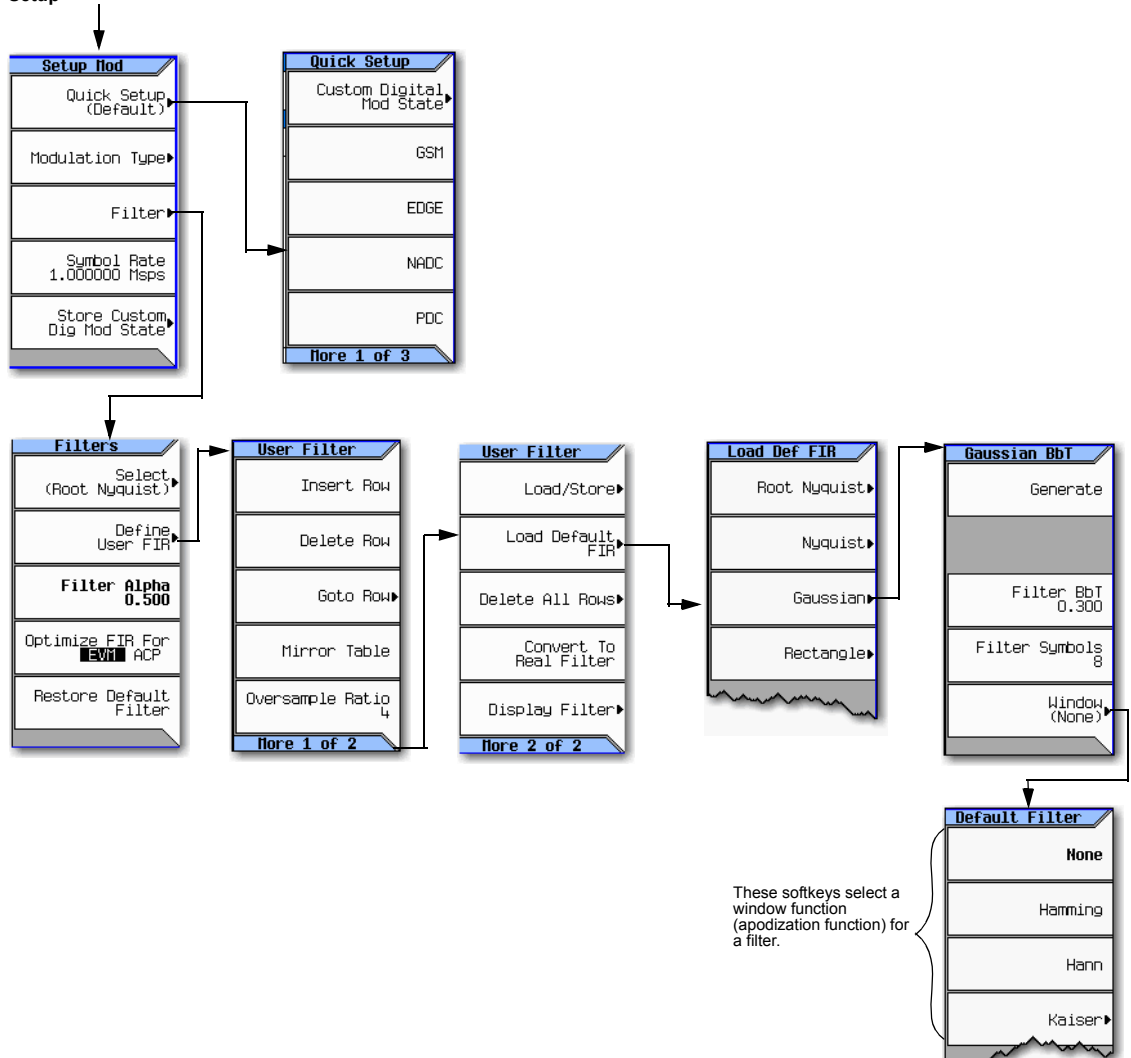 Setup
Setup Mod
Quick Setup
(Default)
Modulation Type
Filter
Symbol Rate
1.000000 Msps
Store Custom
Dig Mod State
Quick Setup
Custom Digital
Mod State
GSM
EDGE
NADC
PDC
More 1 of 3
Filters
Select
(Root Nyquist)
Define
User FIR
Filter Alpha
0.500
Optimize FIR For
EVM ACP
Restore Default
Filter
User Filter
Insert Row
Delete Row
Goto Row
Mirror Table
Oversample Ratio
4
More 1 of 2
User Filter
Load/Store
Load Default
FIR
Delete All Rows
Convert To
Real Filter
Display Filter
More 2 of 2
Load Def FIR
Root Nyquist
Nyquist
Gaussian
Rectangle
Gaussian BbT
Generate
Filter BbT
0.300
Filter Symbols
8
Window
(None)
Default Filter
None
Hamming
Hann
Kaiser
These softkeys select a
window function
(apodization function) for
a filter.